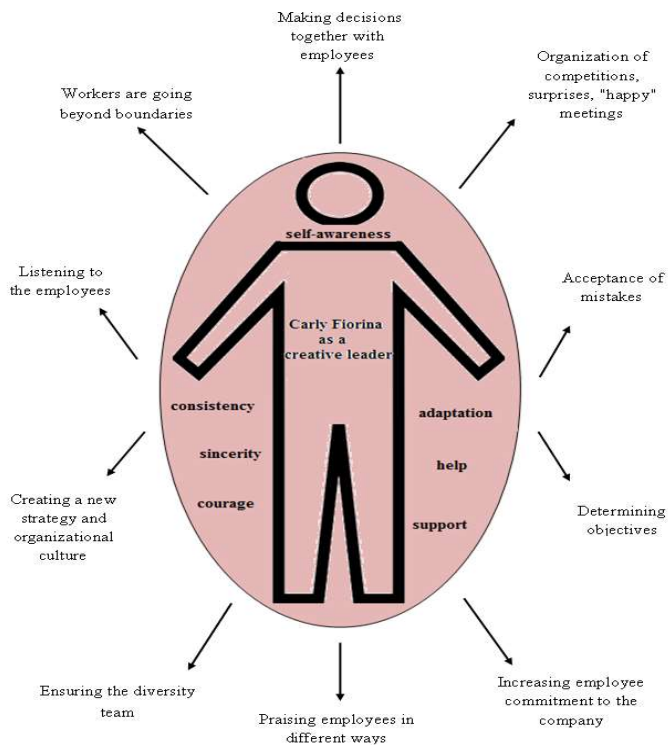 Making decisions
together with
employees
Organization of
competitions,
surprises, "happy"
meetings
Workers are going
beyond boundaries
self-awareness
Listening to
the employees
Acceptance of
mistakes
Carly Fiorina
as a
creative leader
consistency
adaptation
sincerity
help
courage
support
Creating a new
strategy and
organizational
culture
Determining
objectives
Ensuring the diversity
team
Praising employees in
different ways
Increasing employee
commitment to the
company